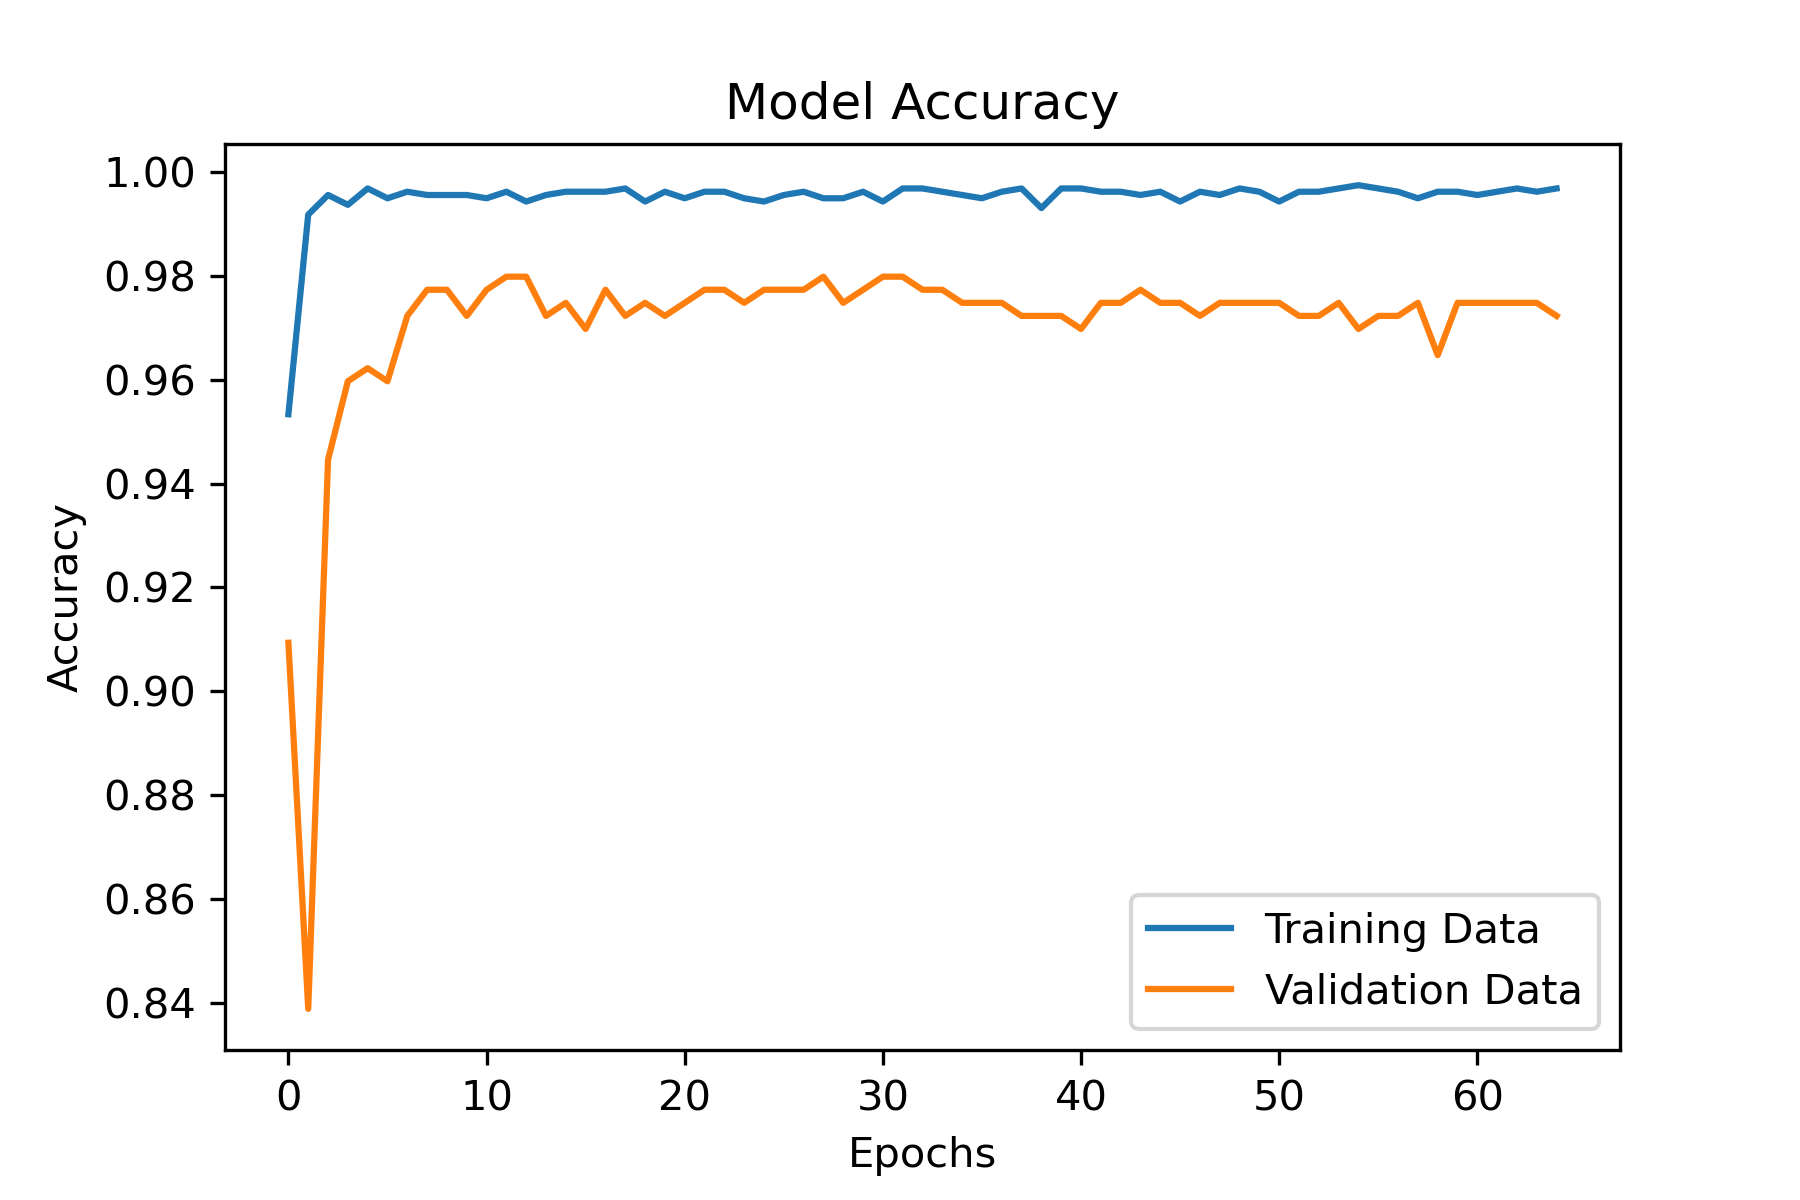 Model Accuracy
1.00
0.98
0.96
0.94
0.92
0.90
0.88
0.86
0.84
Accuracy
Training Data
Validation Data
0 10 20 30 40 50 60
Epochs